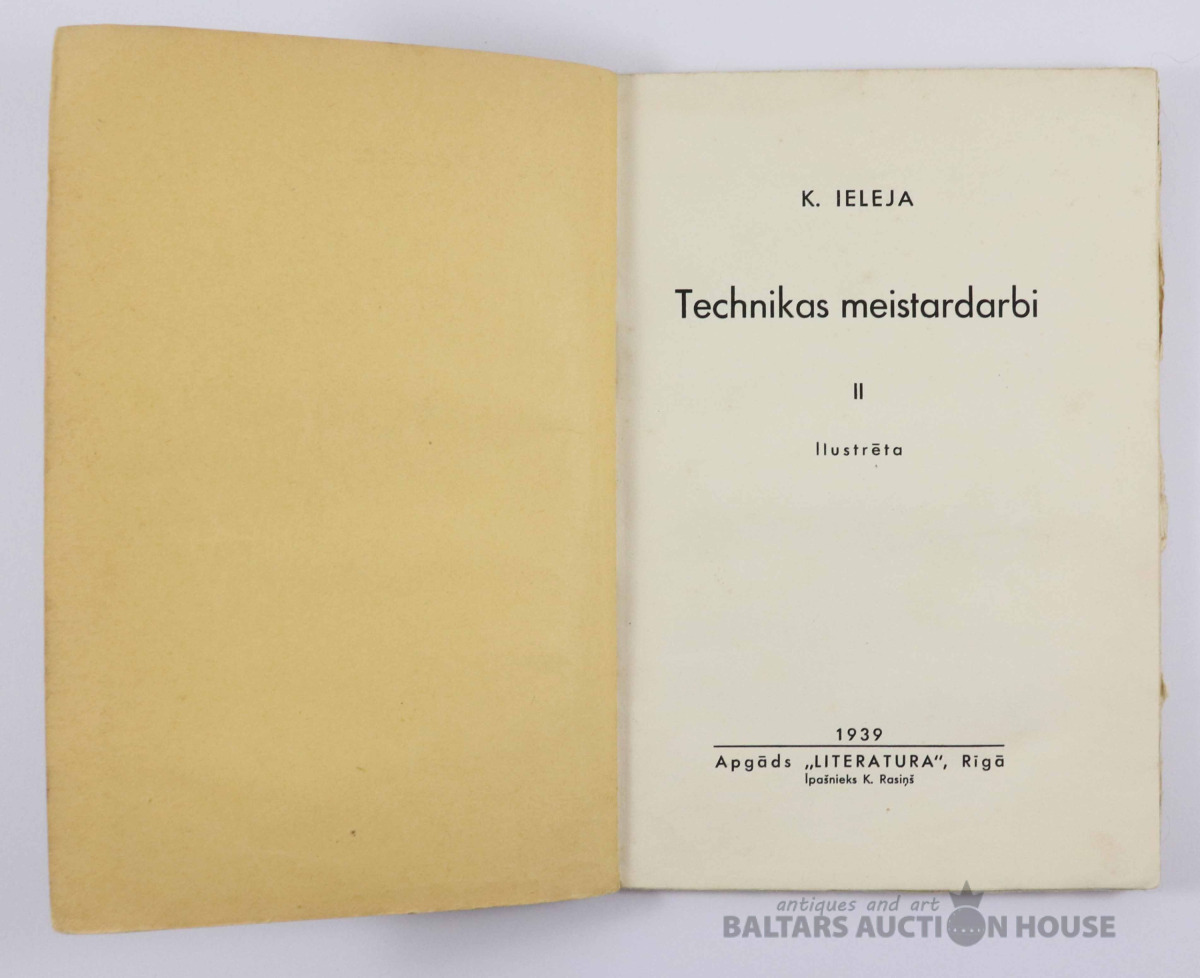 K. IELEJA
Technikas meistardarbi
II
Ilustrēta
1939
Apgāds „LITERATURA“, Rīgā
Īpašnieks K. Rasiņš
antiques and art
BALTARS AUCTION HOUSE